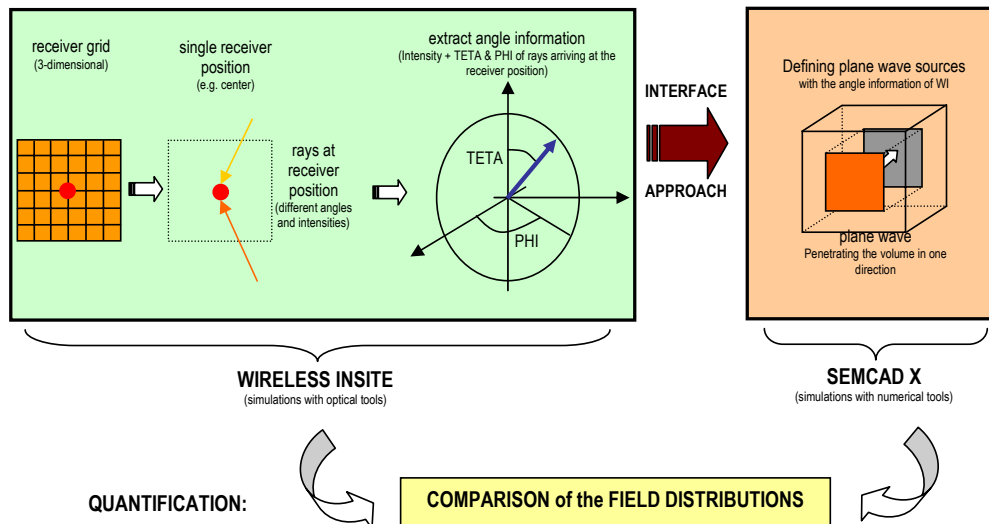 receiver grid
(3-dimensional)
single receiver
position
(e.g. center)
rays at
receiver
position
(different angles
and intensities)
extract angle information
(Intensity + TETA & PHI of rays arriving at the
receiver position)
TETA
PHI
INTERFACE
APPROACH
Defining plane wave sources
with the angle information of WI
plane wave
Penetrating the volume in one
direction
WIRELESS INSITE
(simulations with optical tools)
SEMCAD X
(simulations with numerical tools)
QUANTIFICATION:
COMPARISON of the FIELD DISTRIBUTIONS